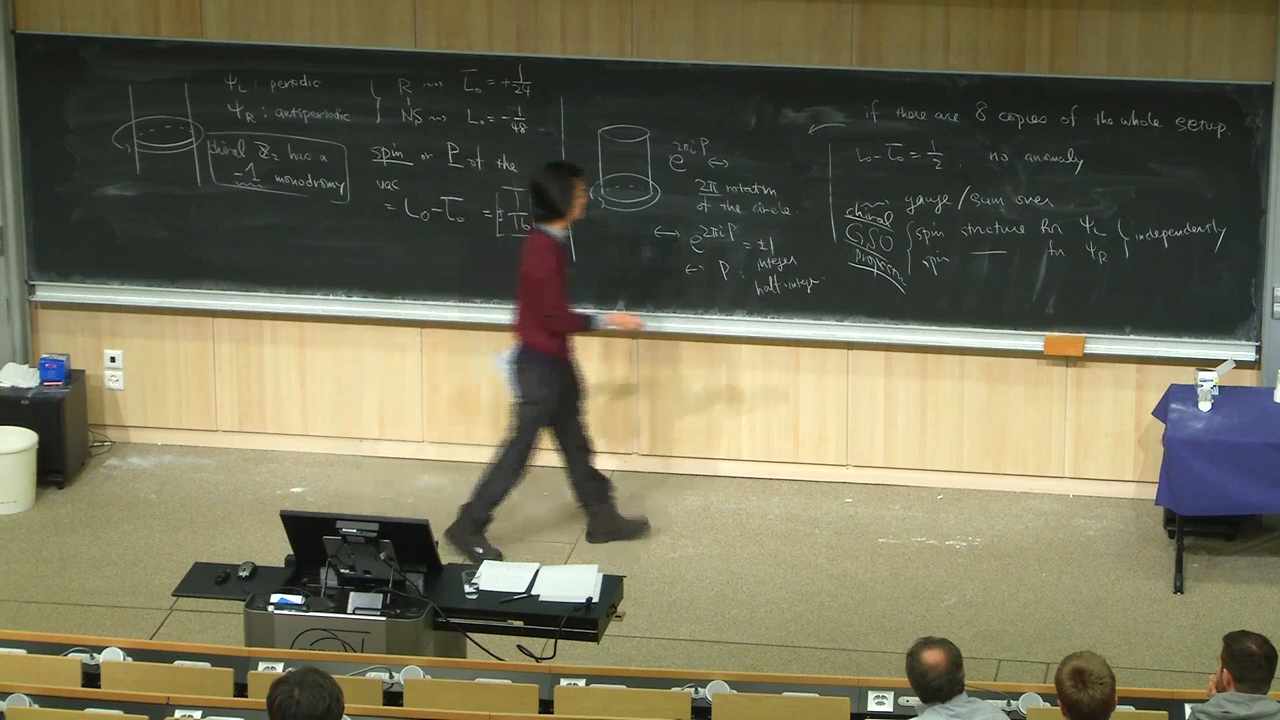 ψ_L : periodic } R ⇝ L̄₀ = +1/24
ψ_R : antiperiodic } NS ⇝ L₀ = -1/48
chiral Z₂ has a
-1 monodromy
spin or P of the
vac
= L₀ - L̄₀ = ± 1/16
e^{2πiP} ↔
2π rotation
of the circle
↔ e^{2πiP} = ±1
↔ P : integer
half-integer
if there are 8 copies of the whole setup.
L₀ - L̄₀ = 1/2 . no anomaly
⇝ gauge / sum over
chiral
GSO
projection
{ spin structure for ψ_L } independently
spin — for ψ_R